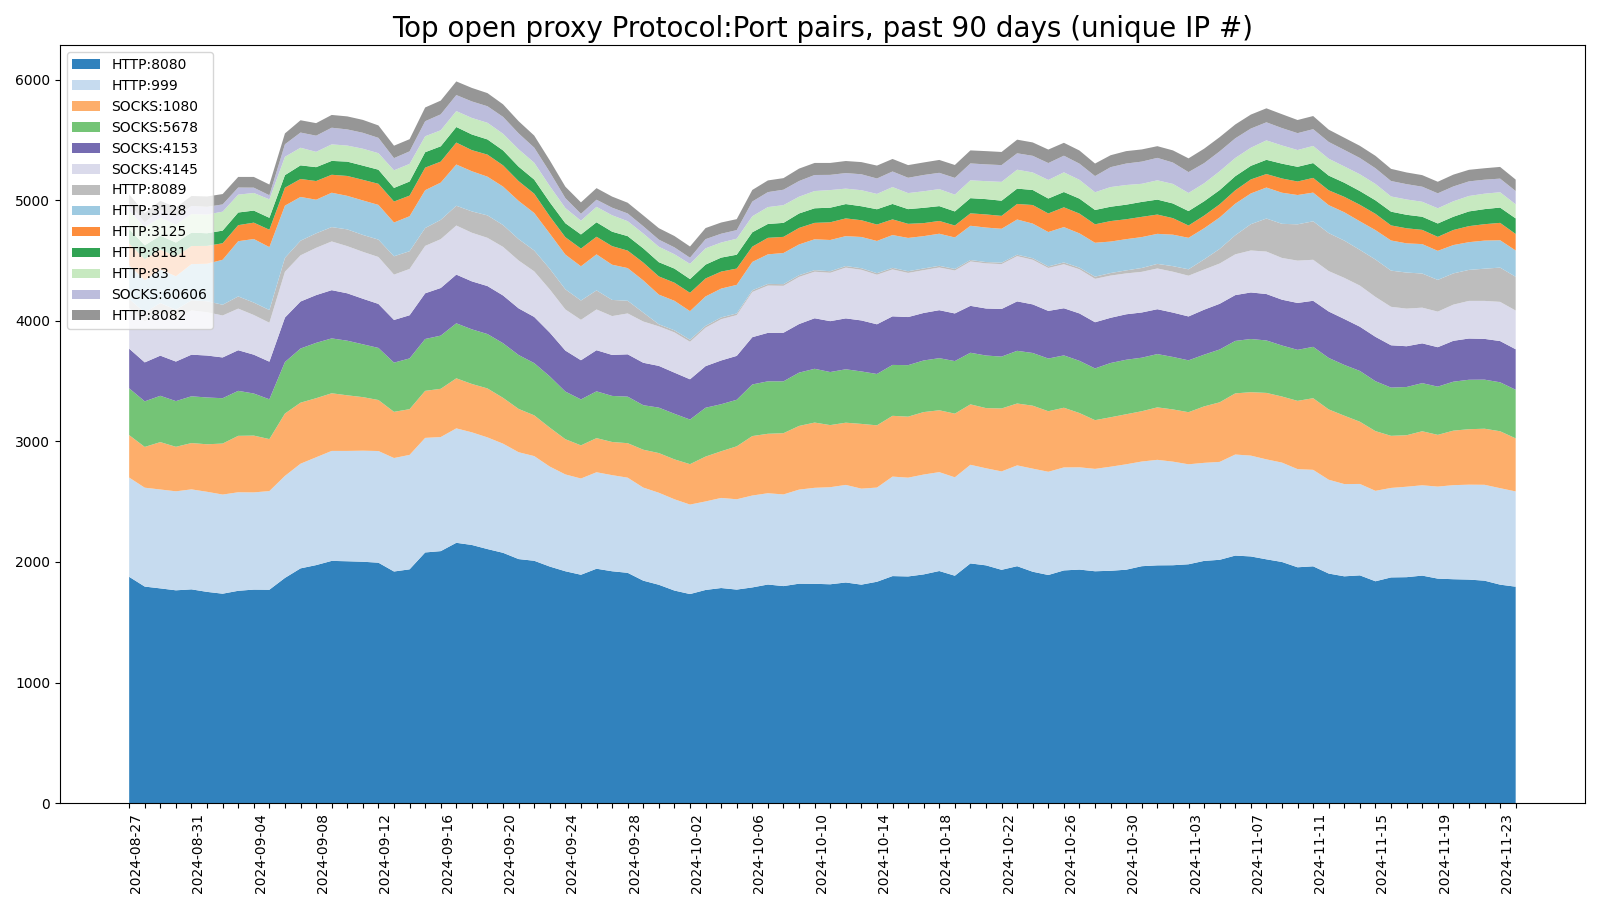 Top open proxy Protocol:Port pairs, past 90 days (unique IP #)
6000
5000
4000
3000
2000
1000
0
HTTP:8080
HTTP:999
SOCKS:1080
SOCKS:5678
SOCKS:4153
SOCKS:4145
HTTP:8089
HTTP:3128
HTTP:3125
HTTP:8181
HTTP:83
SOCKS:60606
HTTP:8082
2024-08-27
2024-08-31
2024-09-04
2024-09-08
2024-09-12
2024-09-16
2024-09-20
2024-09-24
2024-09-28
2024-10-02
2024-10-06
2024-10-10
2024-10-14
2024-10-18
2024-10-22
2024-10-26
2024-10-30
2024-11-03
2024-11-07
2024-11-11
2024-11-15
2024-11-19
2024-11-23